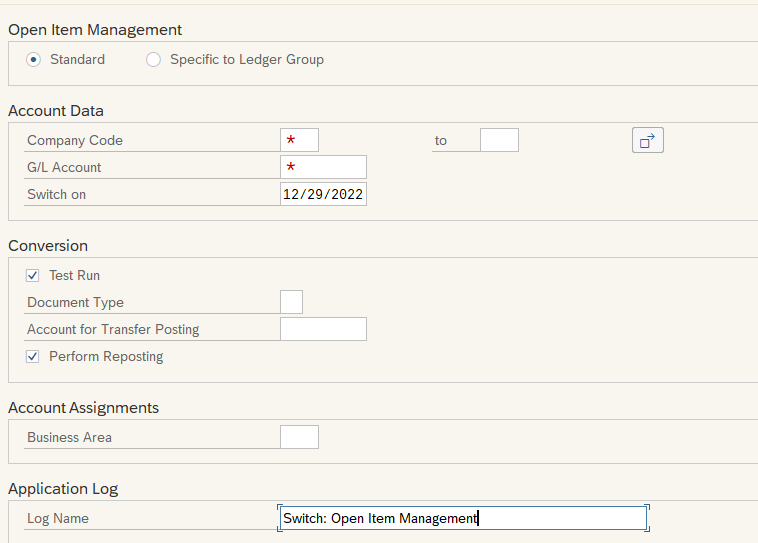 Open Item Management
Standard Specific to Ledger Group
Account Data
Company Code * to
G/L Account *
Switch on 12/29/2022
Conversion
Test Run
Document Type
Account for Transfer Posting
Perform Reposting
Account Assignments
Business Area
Application Log
Log Name Switch: Open Item Management